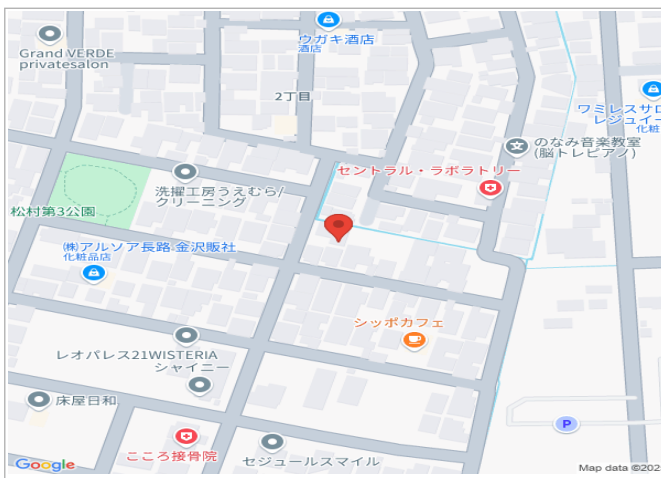 ウガキ酒店
酒店
Grand VERDE
privatesalon
2丁目
ワミレスサロ
レジュイー
化粧
のなみ音楽教室
(脳トレピアノ)
セントラル・ラボラトリー
洗濯工房うえむら/
クリーニング
松村第3公園
(株)アルソア長路 金沢販社
化粧品店
シッポカフェ
レオパレス21WISTERIA
シャイニー
床屋日和
P
こころ接骨院
セジュールスマイル
Google
Map data ©202